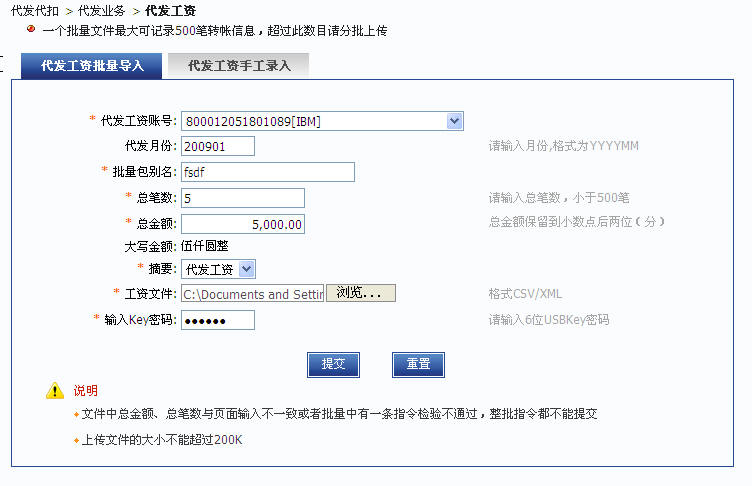 代发代扣 > 代发业务 > 代发工资
一个批量文件最大可记录500笔转帐信息，超过此数目请分批上传
代发工资批量导入 代发工资手工录入
* 代发工资账号: 800012051801089[IBM]
代发月份: 200901 请输入月份,格式为YYYYMM
* 批量包别名: fsdf
* 总笔数: 5 请输入总笔数，小于500笔
* 总金额: 5,000.00 总金额保留到小数点后两位（分）
大写金额: 伍仟圆整
* 摘要: 代发工资
* 工资文件: C:\Documents and Settin 浏览...
* 输入Key密码: ●●●●●● 请输入6位USBKey密码
提交 重置
说明
文件中总金额、总笔数与页面输入不一致或者批量中有一条指令检验不通过，整批指令都不能提交
上传文件的大小不能超过200K